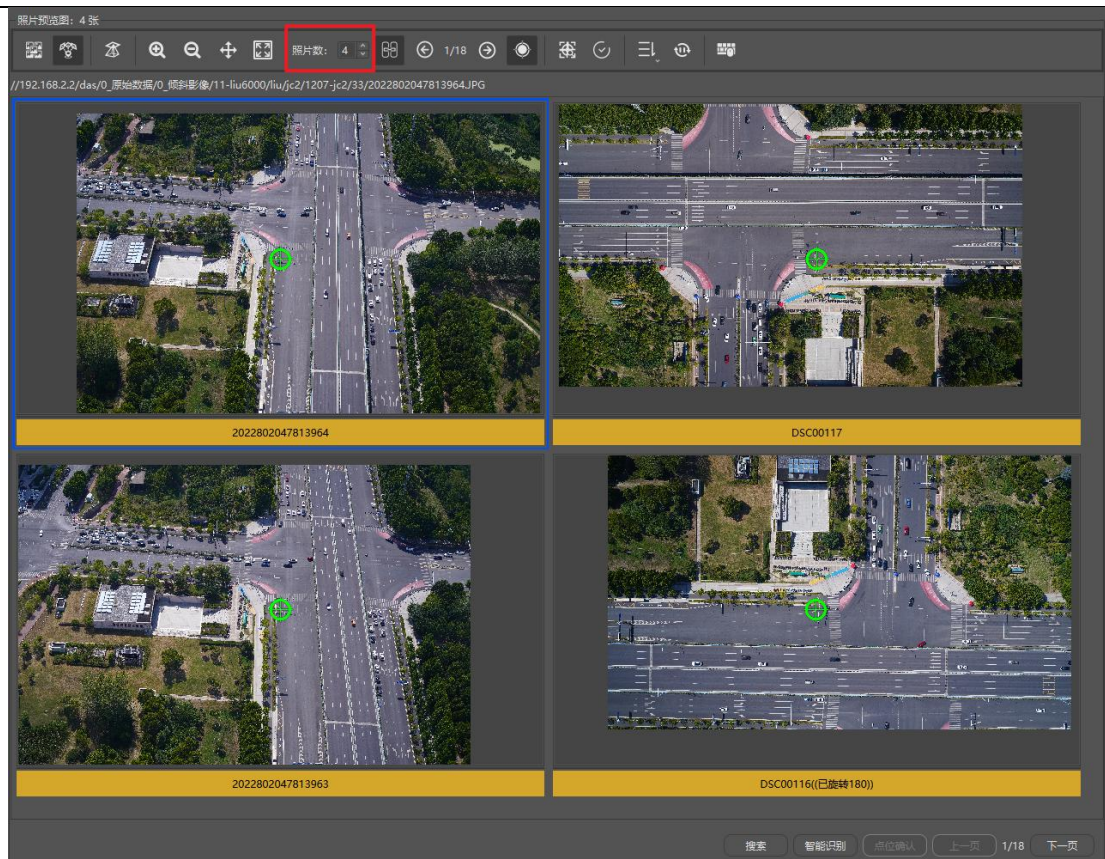 照片预览图：4 张
照片数： 4 1/18
//192.168.2.2/das/0_原始数据/0_倾斜影像/11-liu6000/liu/jc2/1207-jc2/33/2022802047813964.JPG
2022802047813964
DSC00117
2022802047813963
DSC00116((已旋转180))
搜索 智能识别 点位确认 上一页 1/18 下一页